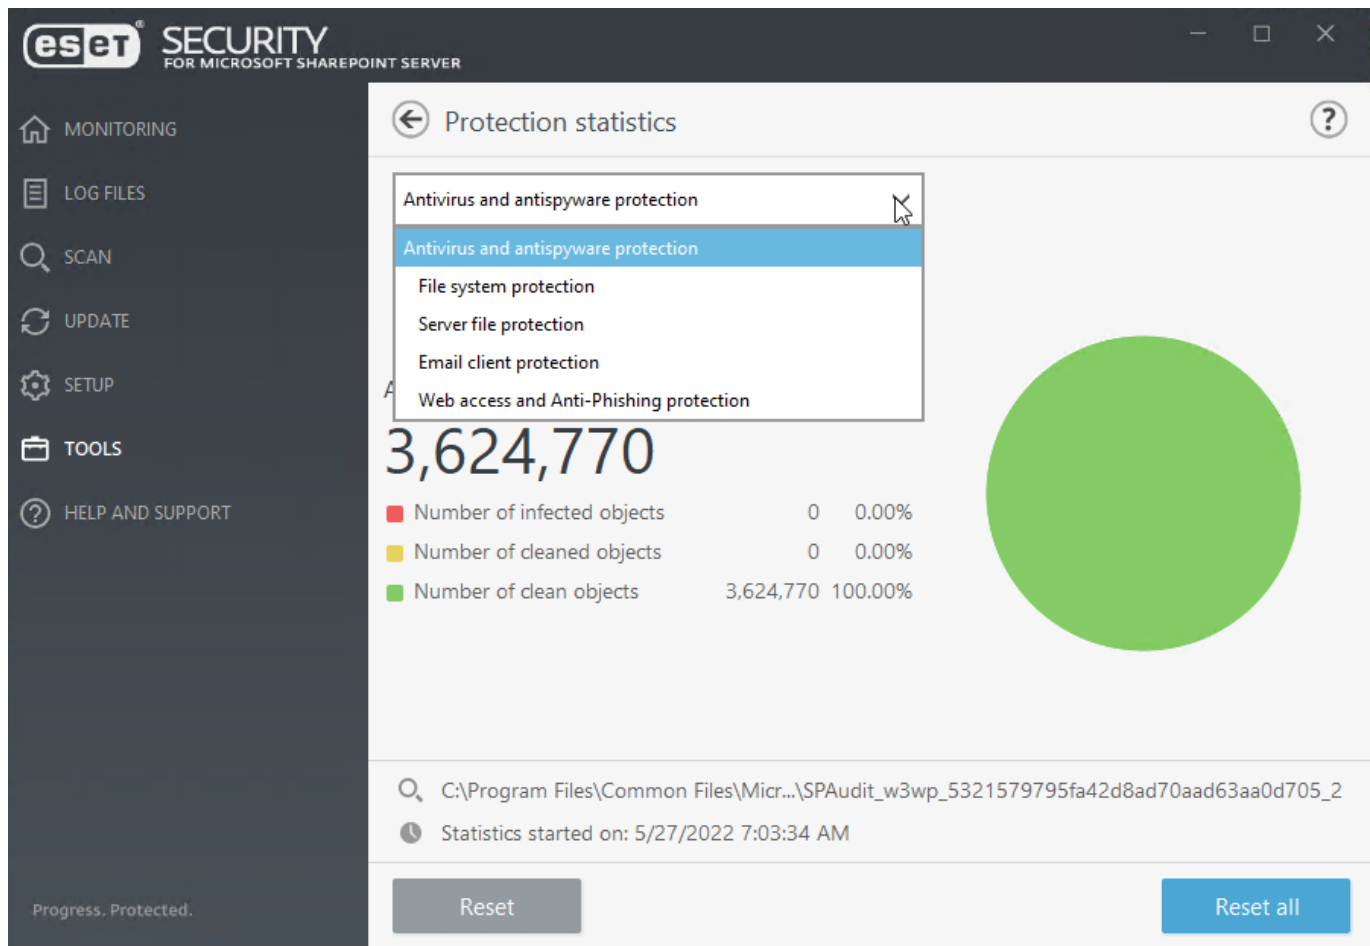 eset® SECURITY
FOR MICROSOFT SHAREPOINT SERVER
MONITORING
LOG FILES
SCAN
UPDATE
SETUP
TOOLS
HELP AND SUPPORT
Progress. Protected.
Protection statistics
?
Antivirus and antispyware protection
Antivirus and antispyware protection
File system protection
Server file protection
Email client protection
Web access and Anti-Phishing protection
3,624,770
Number of infected objects 0 0.00%
Number of cleaned objects 0 0.00%
Number of clean objects 3,624,770 100.00%
C:\Program Files\Common Files\Micr...\SPAudit_w3wp_5321579795fa42d8ad70aad63aa0d705_2
Statistics started on: 5/27/2022 7:03:34 AM
Reset
Reset all